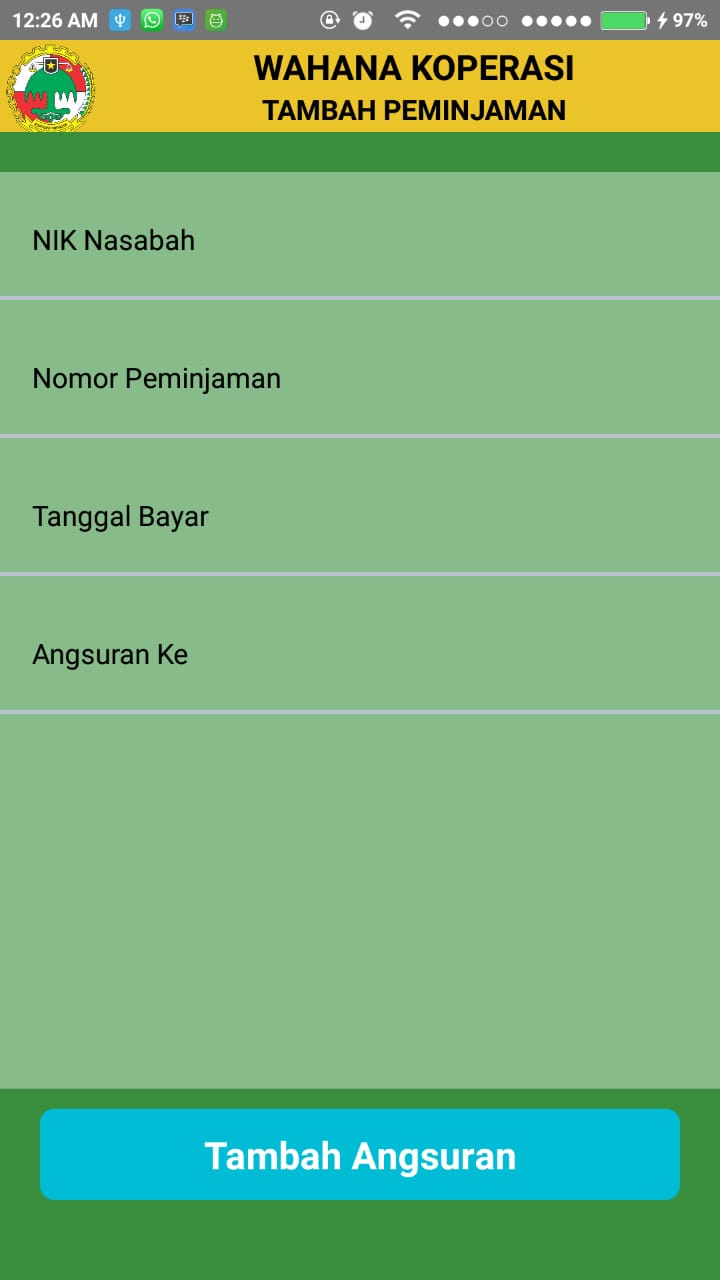 12:26 AM 97%
WAHANA KOPERASI
TAMBAH PEMINJAMAN
NIK Nasabah
Nomor Peminjaman
Tanggal Bayar
Angsuran Ke
Tambah Angsuran